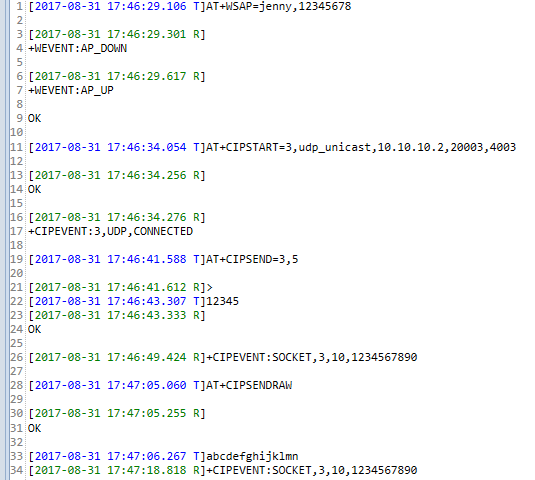 1 [2017-08-31 17:46:29.106 T]AT+WSAP=jenny,12345678
2
3 [2017-08-31 17:46:29.301 R]
4 +WEVENT:AP_DOWN
5
6 [2017-08-31 17:46:29.617 R]
7 +WEVENT:AP_UP
8
9 OK
10
11 [2017-08-31 17:46:34.054 T]AT+CIPSTART=3,udp_unicast,10.10.10.2,20003,4003
12
13 [2017-08-31 17:46:34.256 R]
14 OK
15
16 [2017-08-31 17:46:34.276 R]
17 +CIPEVENT:3,UDP,CONNECTED
18
19 [2017-08-31 17:46:41.588 T]AT+CIPSEND=3,5
20
21 [2017-08-31 17:46:41.612 R]>
22 [2017-08-31 17:46:43.307 T]12345
23 [2017-08-31 17:46:43.333 R]
24 OK
25
26 [2017-08-31 17:46:49.424 R]+CIPEVENT:SOCKET,3,10,1234567890
27
28 [2017-08-31 17:47:05.060 T]AT+CIPSENDRAW
29
30 [2017-08-31 17:47:05.255 R]
31 OK
32
33 [2017-08-31 17:47:06.267 T]abcdefghijklmn
34 [2017-08-31 17:47:18.818 R]+CIPEVENT:SOCKET,3,10,1234567890